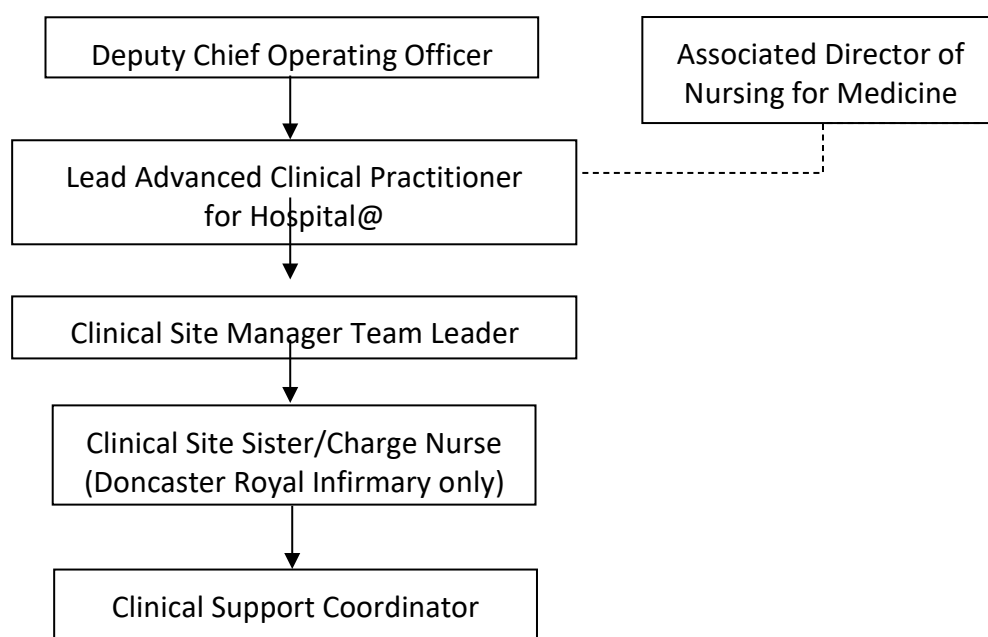 Deputy Chief Operating Officer
Associated Director of
Nursing for Medicine
Lead Advanced Clinical Practitioner
for Hospital@
Clinical Site Manager Team Leader
Clinical Site Sister/Charge Nurse
(Doncaster Royal Infirmary only)
Clinical Support Coordinator